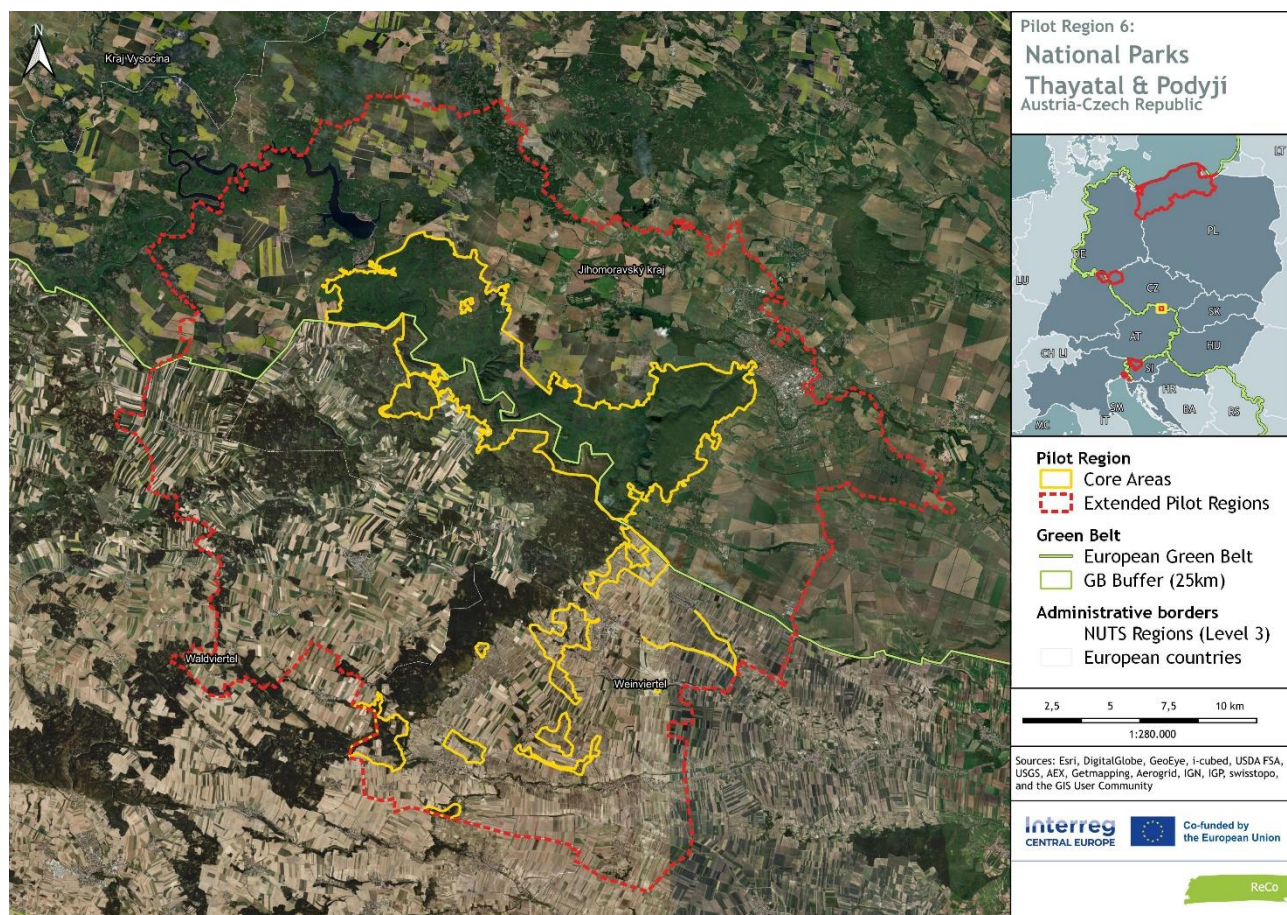 N
Kraj Vysočina
Jihomoravský kraj
Waldviertel
Weinviertel
Pilot Region 6:
National Parks
Thayatal & Podyjí
Austria-Czech Republic
LT
PL
DE
LU
CZ
SK
AT
CH LI
HU
SI
HR
SM
BA
RS
MC
IT
Pilot Region
Core Areas
Extended Pilot Regions
Green Belt
European Green Belt
GB Buffer (25km)
Administrative borders
NUTS Regions (Level 3)
European countries
2,5 5 7,5 10 km
1:280.000
Sources: Esri, DigitalGlobe, GeoEye, i-cubed, USDA FSA,
USGS, AEX, Getmapping, Aerogrid, IGN, IGP, swisstopo,
and the GIS User Community
Interreg
CENTRAL EUROPE
Co-funded by
the European Union
ReCo